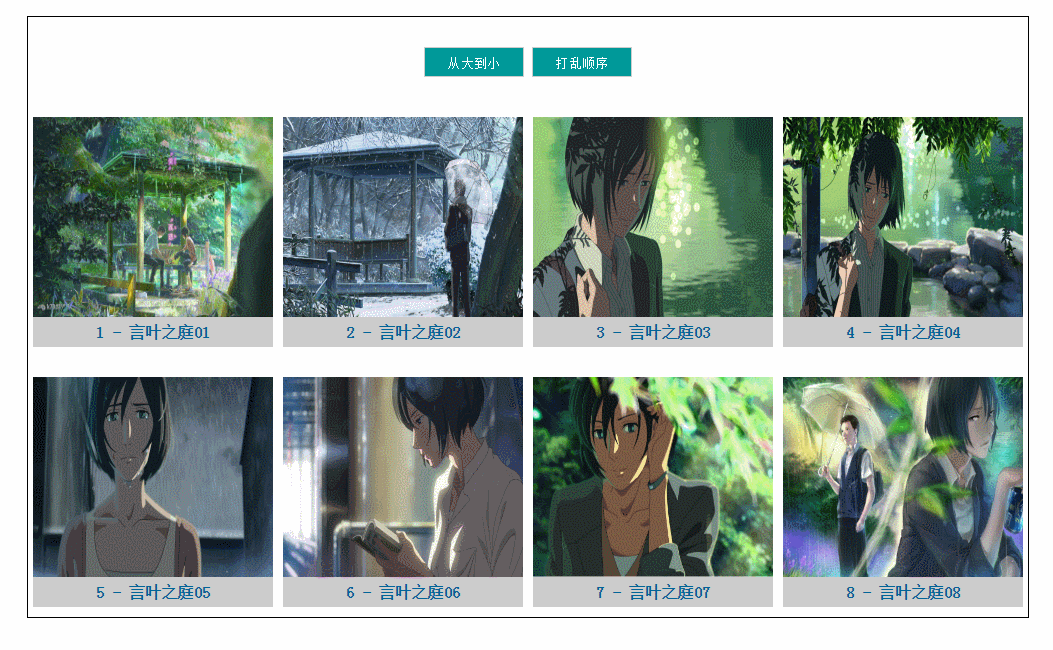 从大到小 打乱顺序
1 - 言叶之庭01 2 - 言叶之庭02 3 - 言叶之庭03 4 - 言叶之庭04
5 - 言叶之庭05 6 - 言叶之庭06 7 - 言叶之庭07 8 - 言叶之庭08